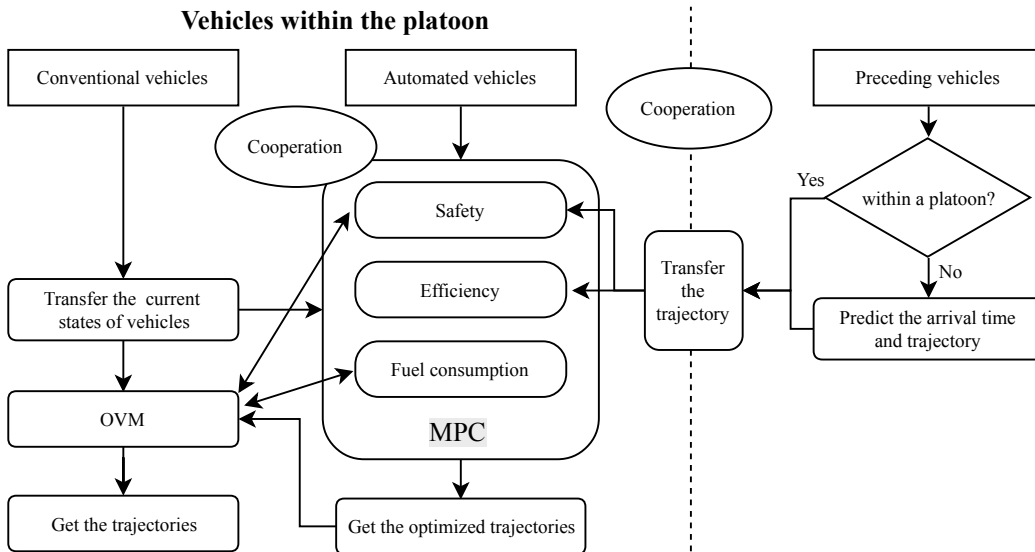 Vehicles within the platoon
Conventional vehicles
Automated vehicles
Preceding vehicles
Cooperation
Cooperation
Yes
within a platoon?
Safety
No
Transfer the current
states of vehicles
Efficiency
Transfer
the
trajectory
Predict the arrival time
and trajectory
Fuel consumption
OVM
MPC
Get the trajectories
Get the optimized trajectories